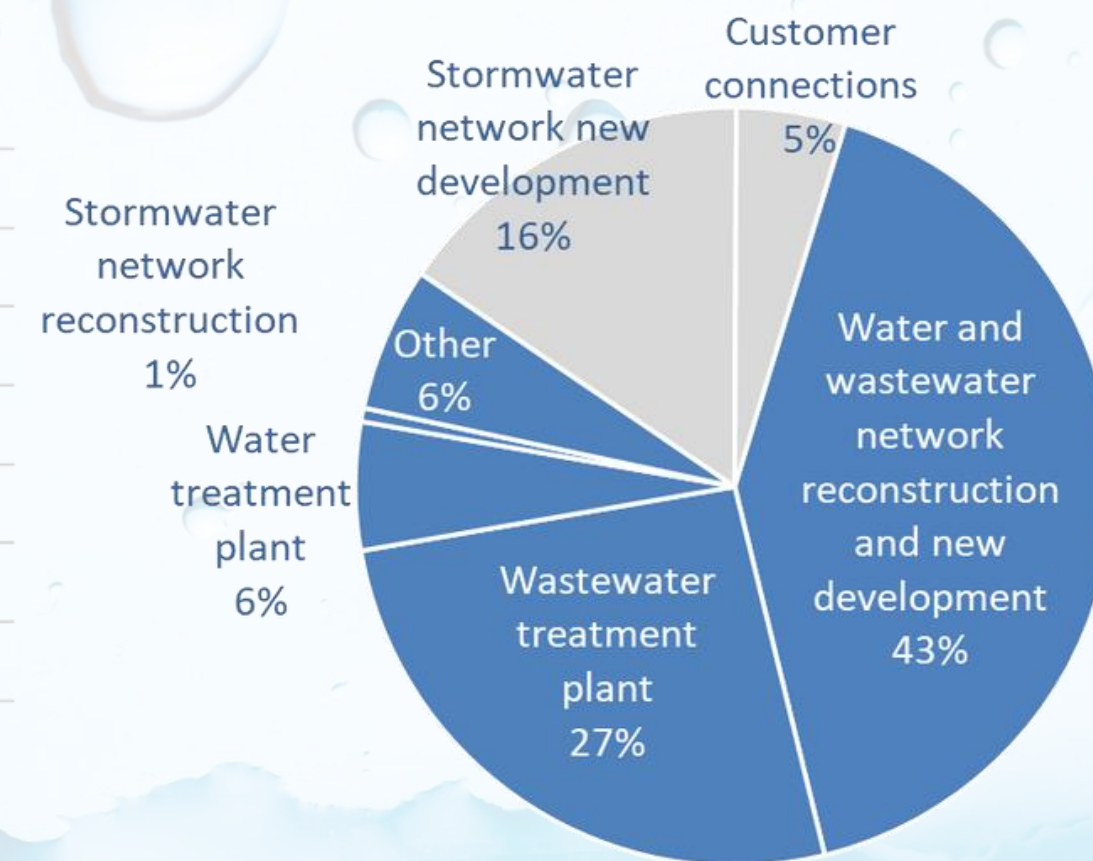 Customer
connections
5%
Stormwater
network new
development
16%
Stormwater
network
reconstruction
1%
Other
6%
Water and
wastewater
network
reconstruction
and new
development
43%
Water
treatment
plant
6%
Wastewater
treatment
plant
27%